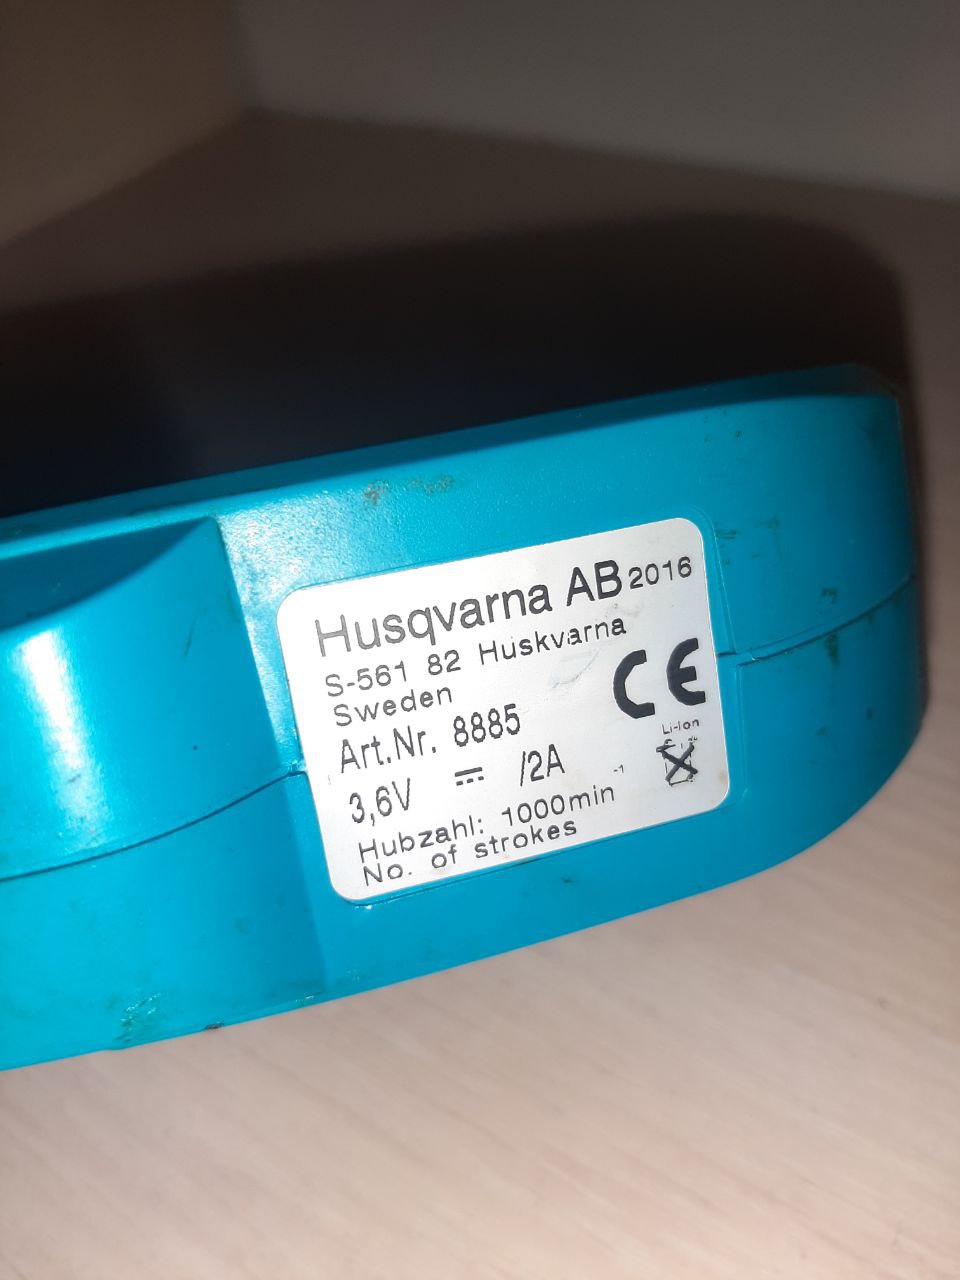 Husqvarna AB 2016
S-561 82 Huskvarna
Sweden
Art.Nr. 8885
3,6V ⎓ /2A
Li-Ion
Hubzahl: 1000min⁻¹
No. of strokes
CE